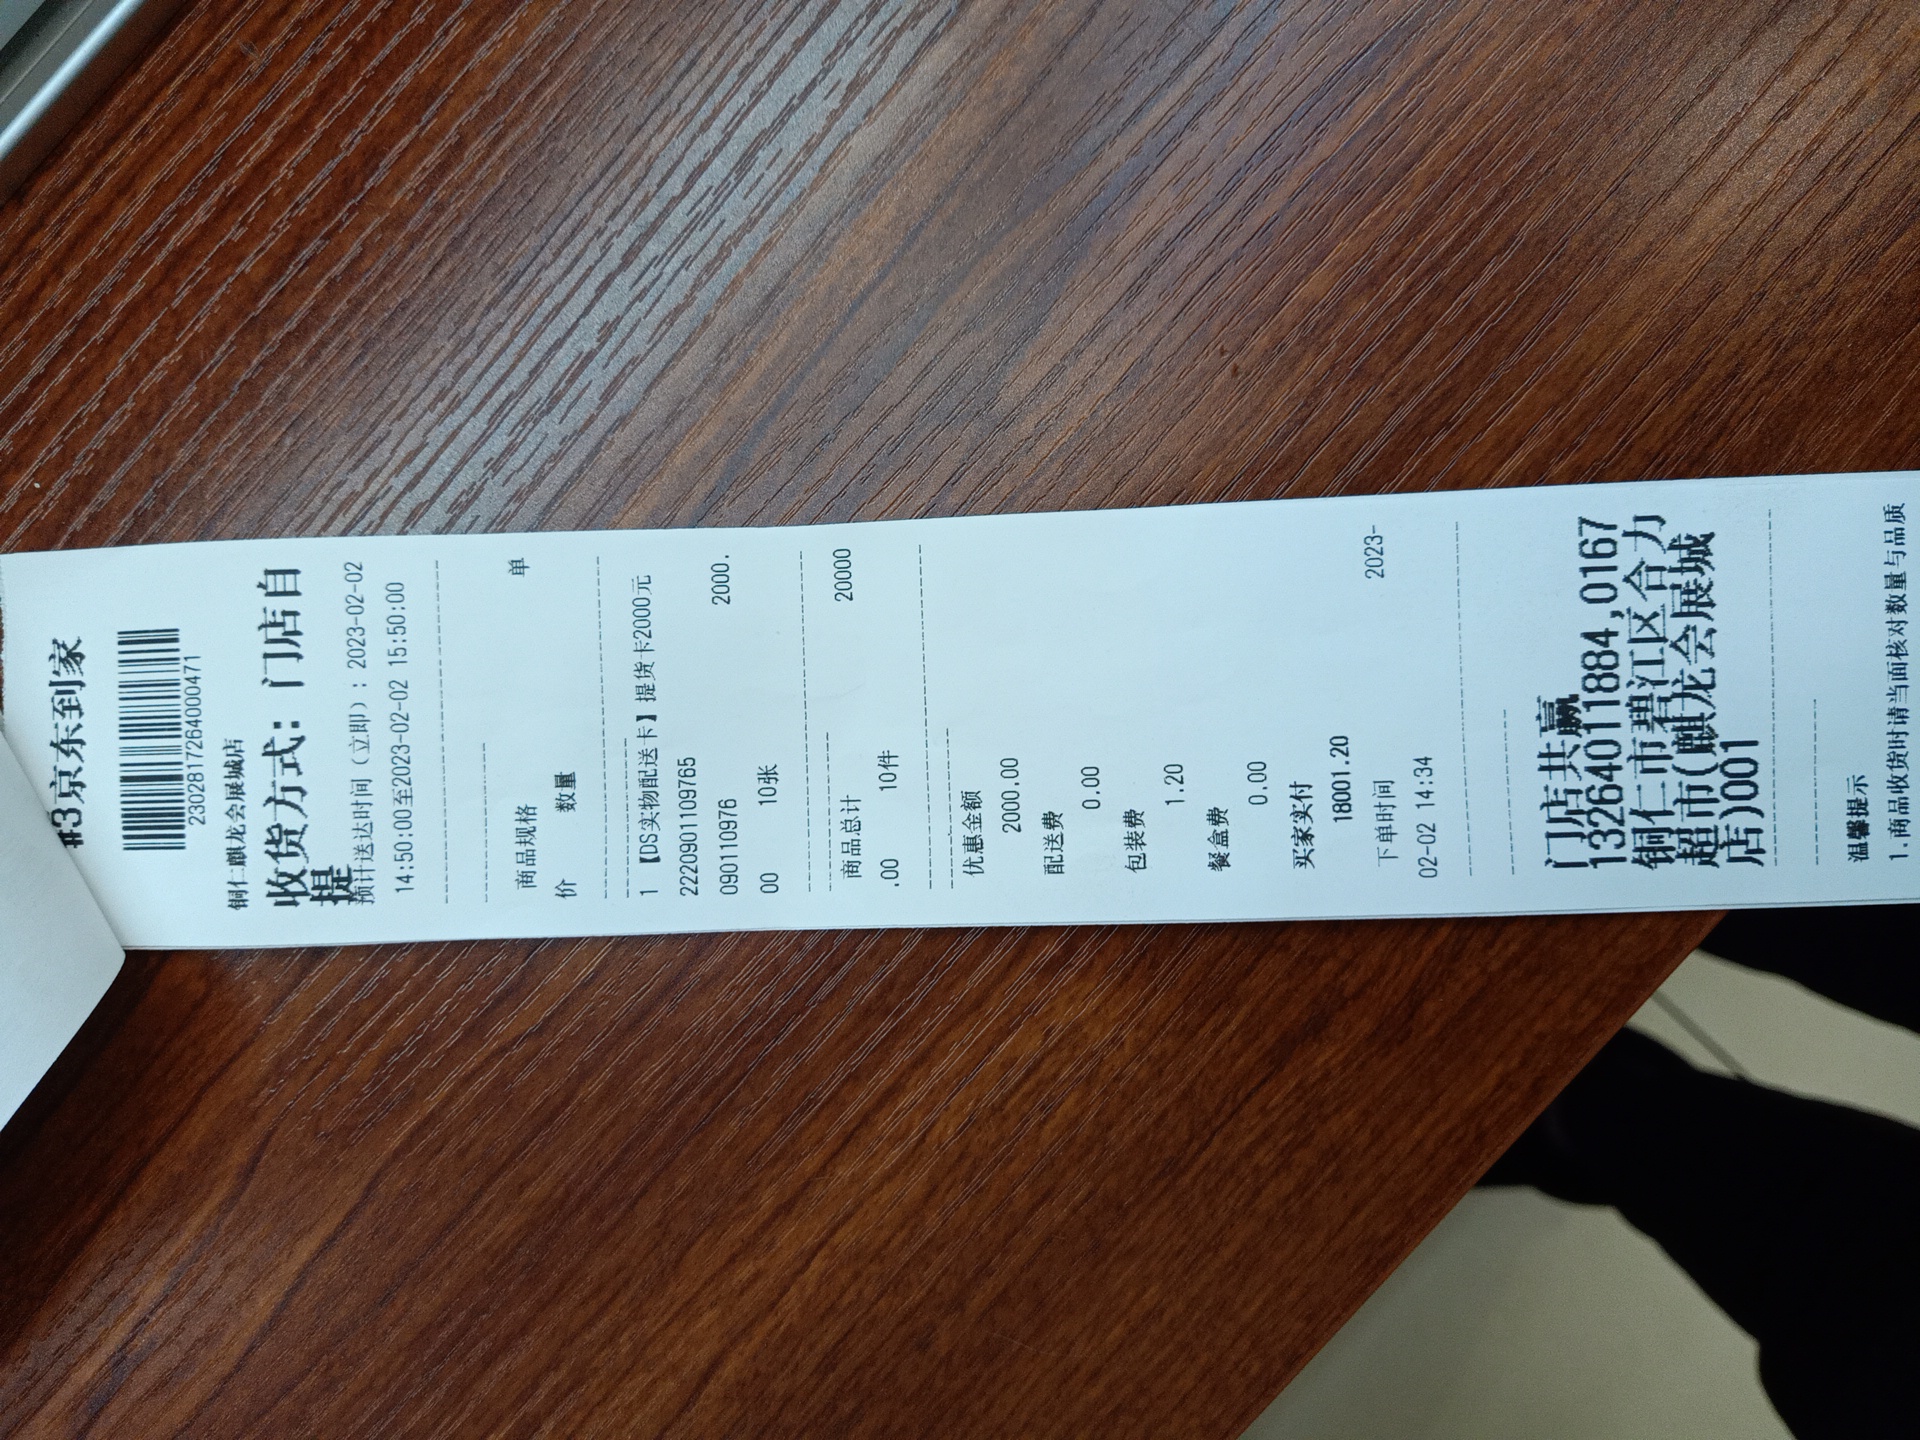 #3京东到家
23028177264000471
铜仁麒龙会展城店
收货方式：门店自
提
预计送达时间（立即）：2023-02-02
14:50:00至2023-02-02 15:50:00
商品规格 单
价 数量
1【DS实物配送卡】提货卡2000元
2220901109765
090110976 2000.
00 10张
商品总计 20000
.00 10件
优惠金额
2000.00
配送费
0.00
包装费
1.20
餐盒费
0.00
买家实付
18001.20
下单时间 2023-
02-02 14:34
门店共赢
13264011884,0167
铜仁市碧江区合力
超市(麒龙会展城
店)001
温馨提示
1.商品收货时请当面核对数量与品质